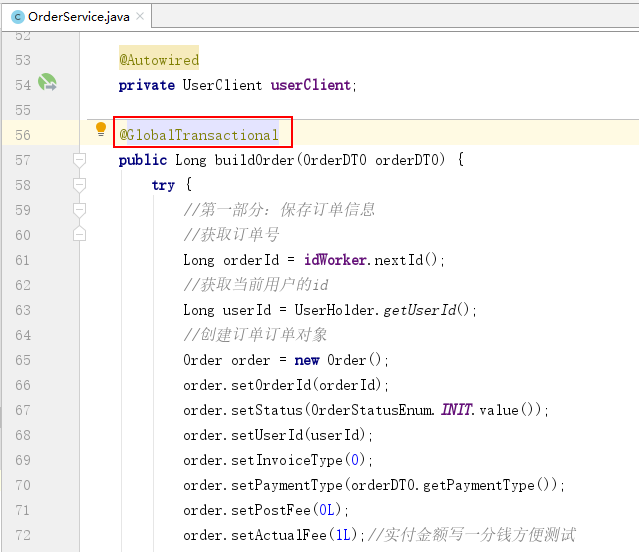 OrderService.java
52
53 @Autowired
54 private UserClient userClient;
55
56 @GlobalTransactional
57 public Long buildOrder(OrderDTO orderDTO) {
58 try {
59 //第一部分: 保存订单信息
60 //获取订单号
61 Long orderId = idWorker.nextId();
62 //获取当前用户的id
63 Long userId = UserHolder.getUserId();
64 //创建订单订单对象
65 Order order = new Order();
66 order.setOrderId(orderId);
67 order.setStatus(OrderStatusEnum.INIT.value());
68 order.setUserId(userId);
69 order.setInvoiceType(0);
70 order.setPaymentType(orderDTO.getPaymentType());
71 order.setPostFee(0L);
72 order.setActualFee(1L);//实付金额写一分钱方便测试